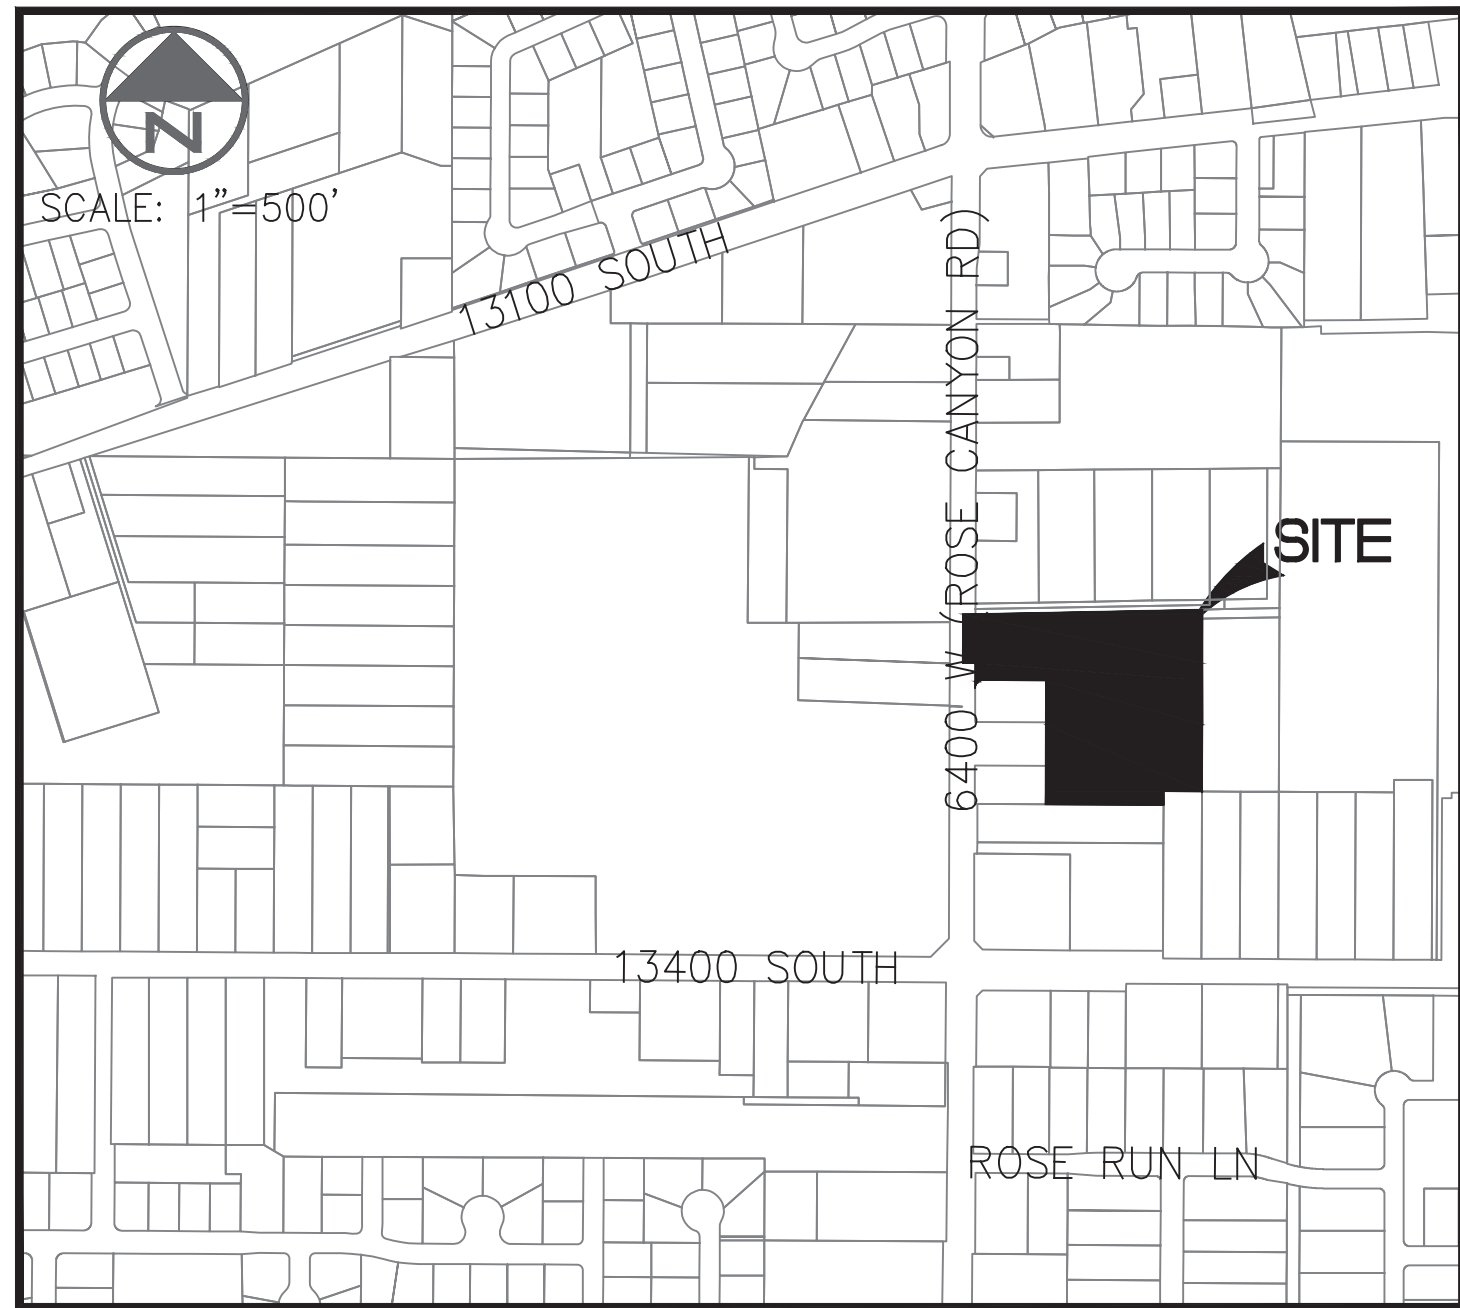 N
SCALE: 1"=500'
13100 SOUTH
6400 W (ROSE CANYON RD)
SITE
13400 SOUTH
ROSE RUN LN